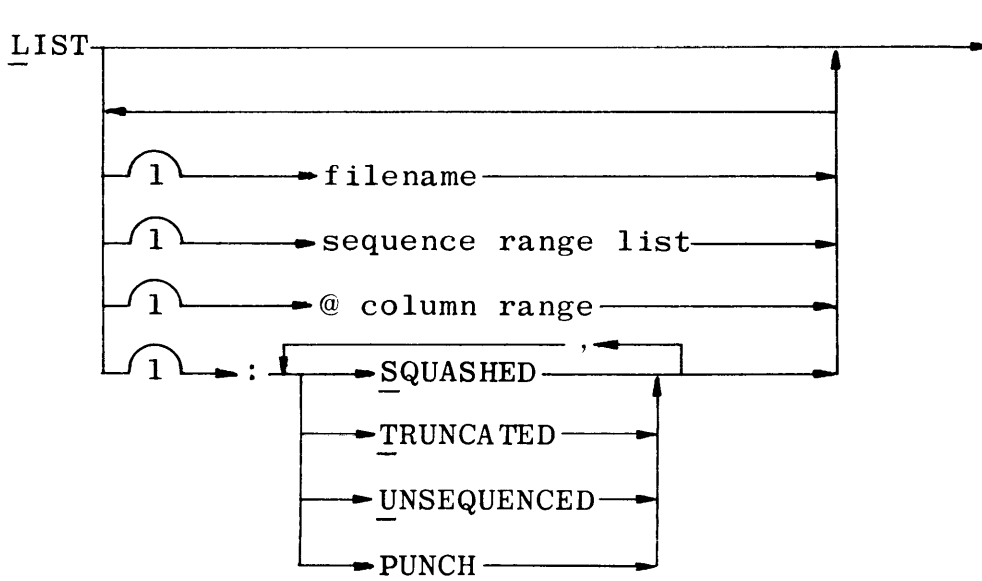 LIST
1 filename
1 sequence range list
1 @ column range
,
1 : SQUASHED
TRUNCATED
UNSEQUENCED
PUNCH